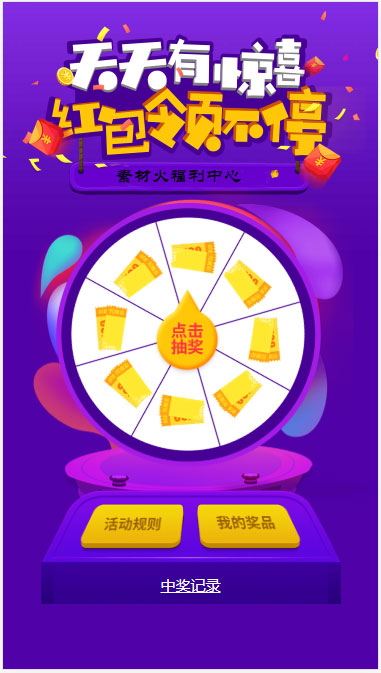 天天有惊喜
红包领不停
素材火福利中心
点击
抽奖
活动规则
我的奖品
中奖记录